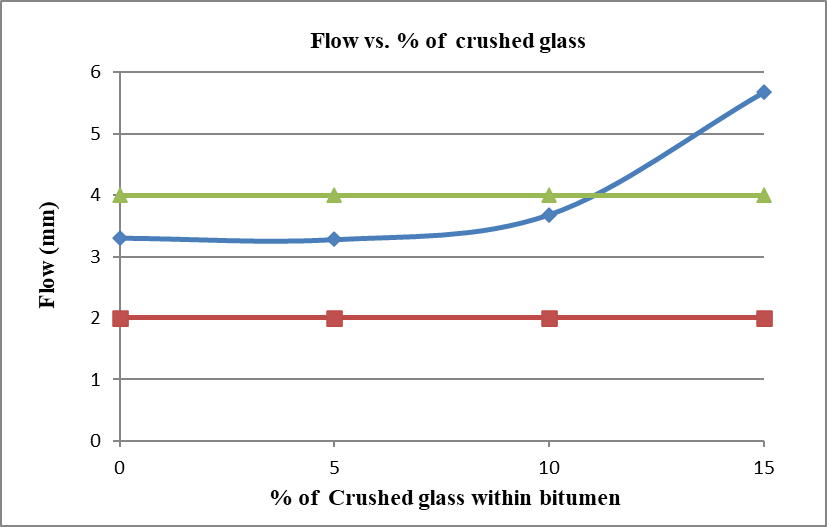 Flow vs. % of crushed glass
6
5
4
3
2
1
0
Flow (mm)
0 5 10 15
% of Crushed glass within bitumen